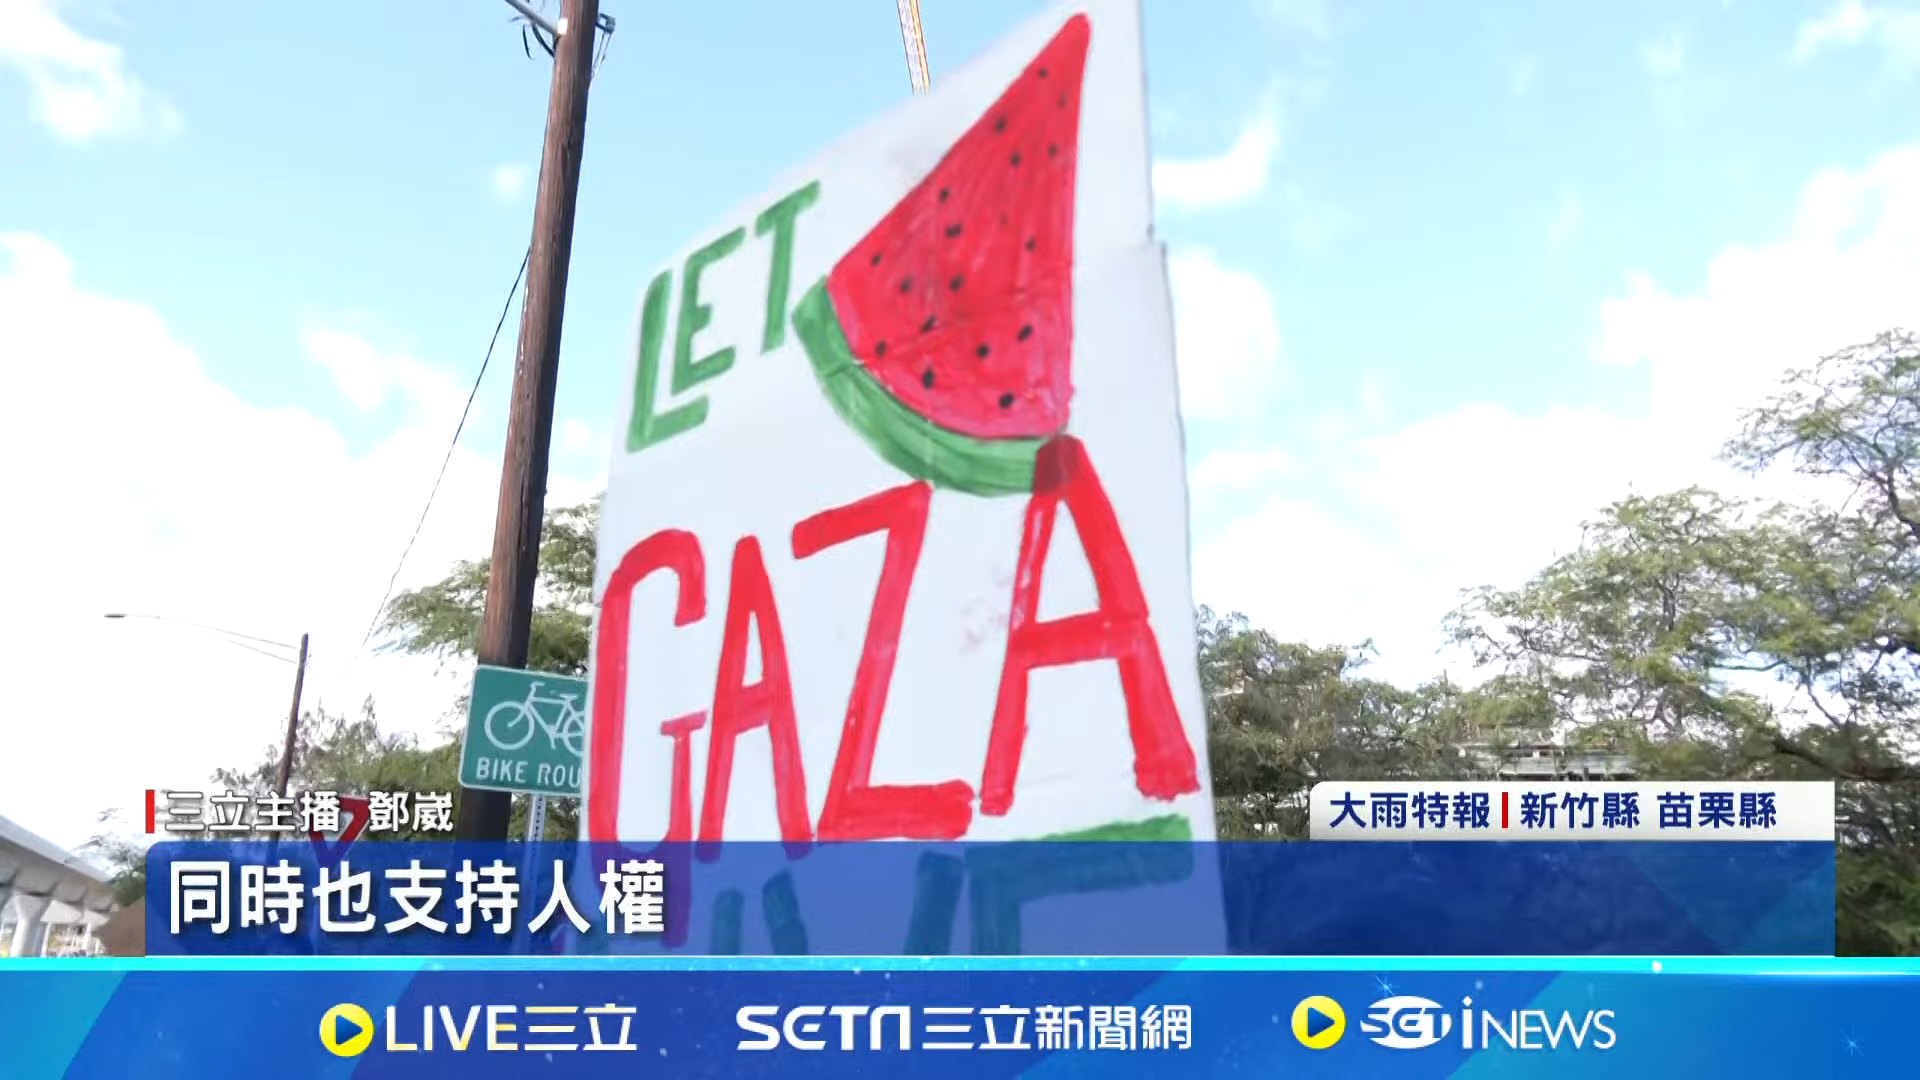 LET
GAZA
BIKE ROU
三立主播 鄧崴
大雨特報 新竹縣 苗栗縣
同時也支持人權
LIVE三立
SETN三立新聞網
SETiNEWS